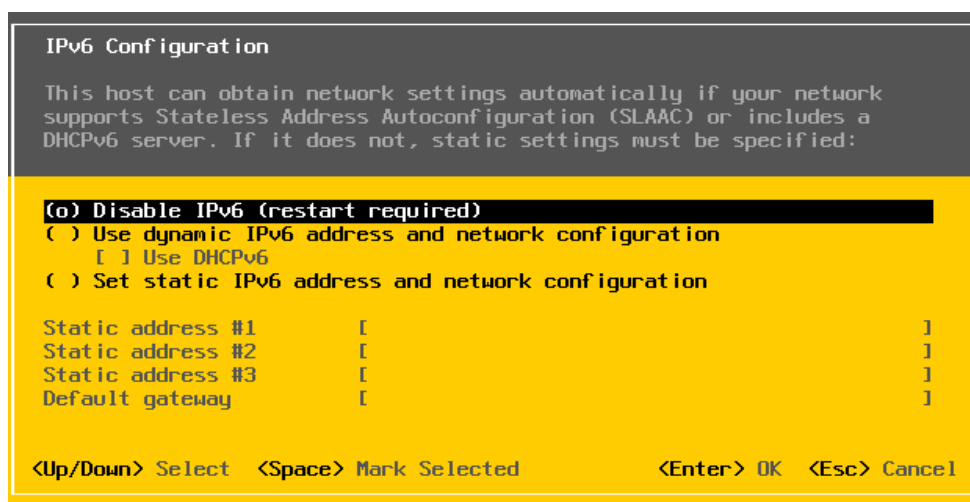 IPv6 Configuration
This host can obtain network settings automatically if your network
supports Stateless Address Autoconfiguration (SLAAC) or includes a
DHCPv6 server. If it does not, static settings must be specified:
(o) Disable IPv6 (restart required)
( ) Use dynamic IPv6 address and network configuration
[ ] Use DHCPv6
( ) Set static IPv6 address and network configuration
Static address #1 [ ]
Static address #2 [ ]
Static address #3 [ ]
Default gateway [ ]
<Up/Down> Select <Space> Mark Selected <Enter> OK <Esc> Cancel